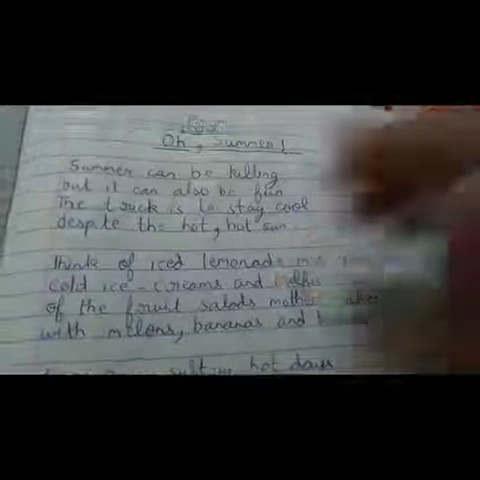 Poem
Oh, Summer!
Summer can be killing
but it can also be fun
The trick is to stay cool
despite the hot, hot sun.
Think of iced lemonade
cold ice-creams and
of the fruit salads mother
with melons, bananas and
hot days